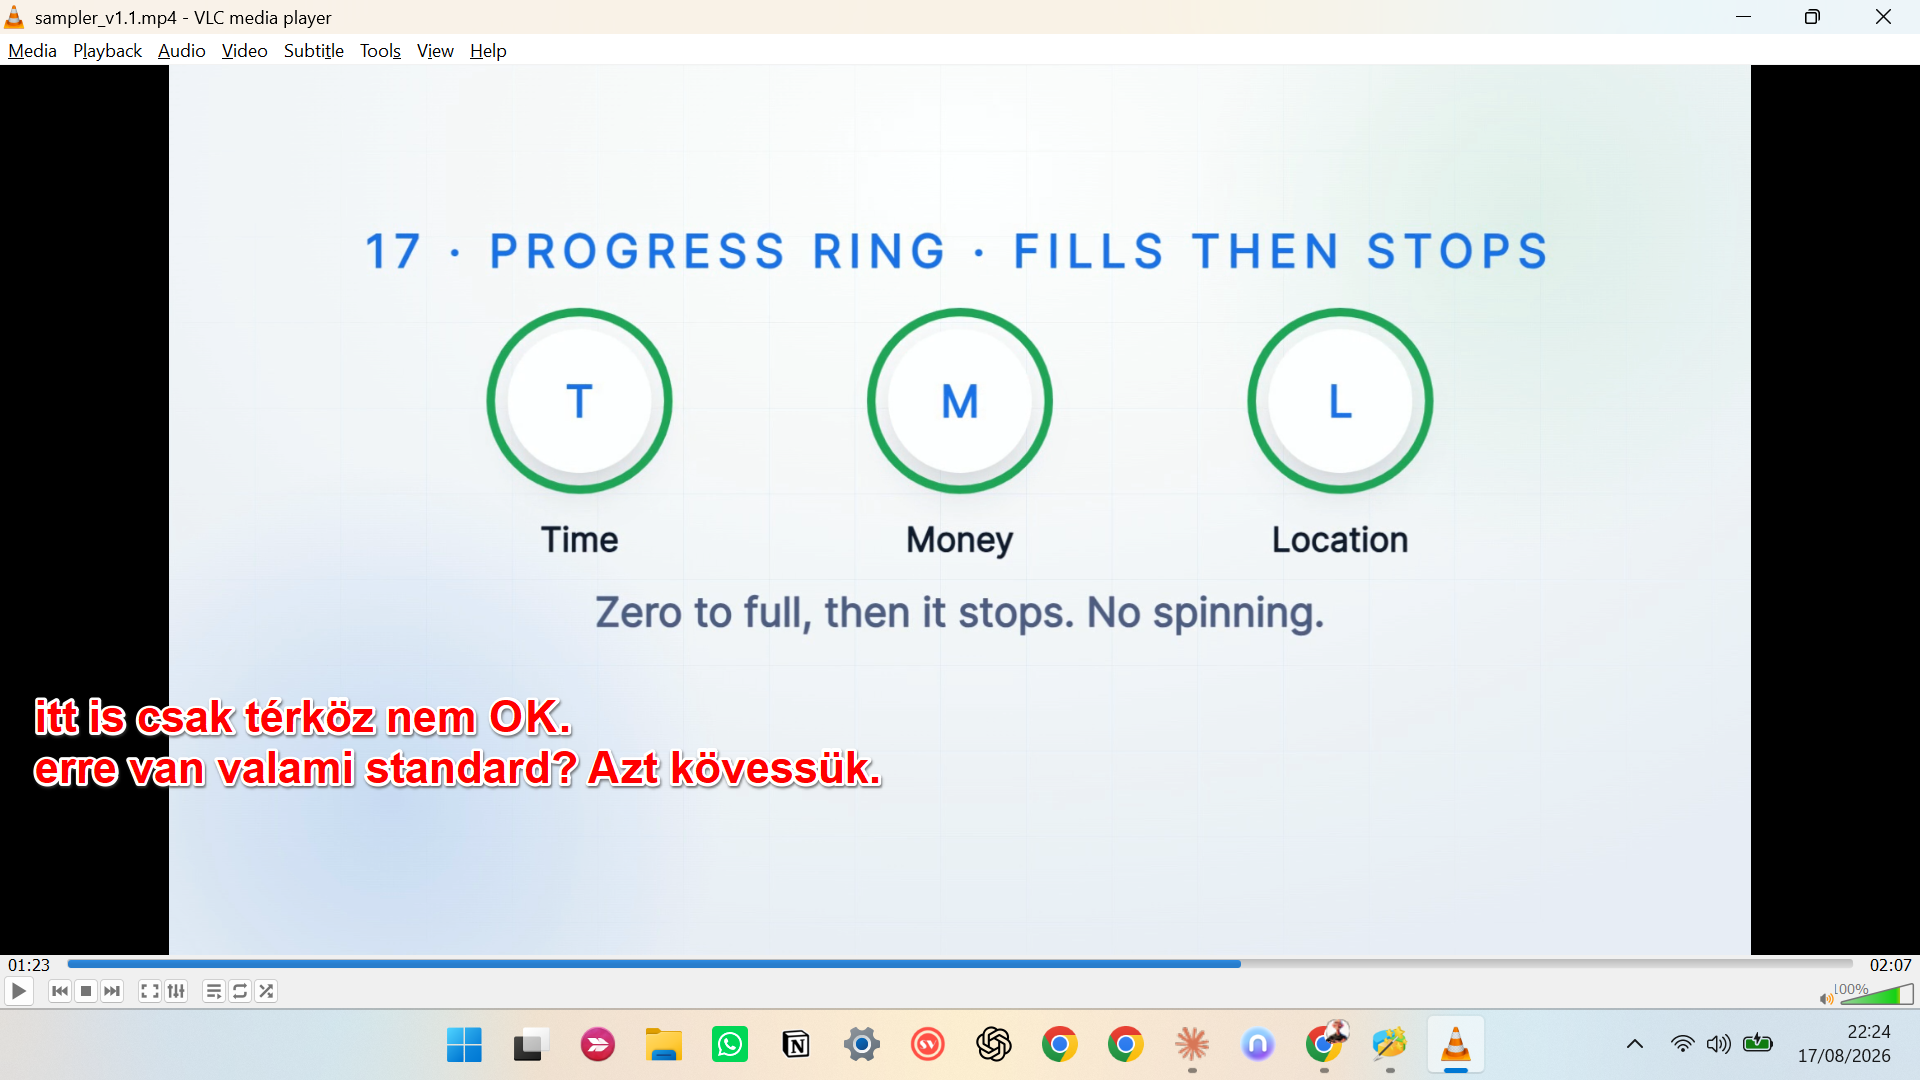 sampler_v1.1.mp4 - VLC media player
Media Playback Audio Video Subtitle Tools View Help
17 · PROGRESS RING · FILLS THEN STOPS
T M L
Time Money Location
Zero to full, then it stops. No spinning.
itt is csak térköz nem OK.
erre van valami standard? Azt kövessük.
01:23 02:07
100%
22:24
17/08/2026